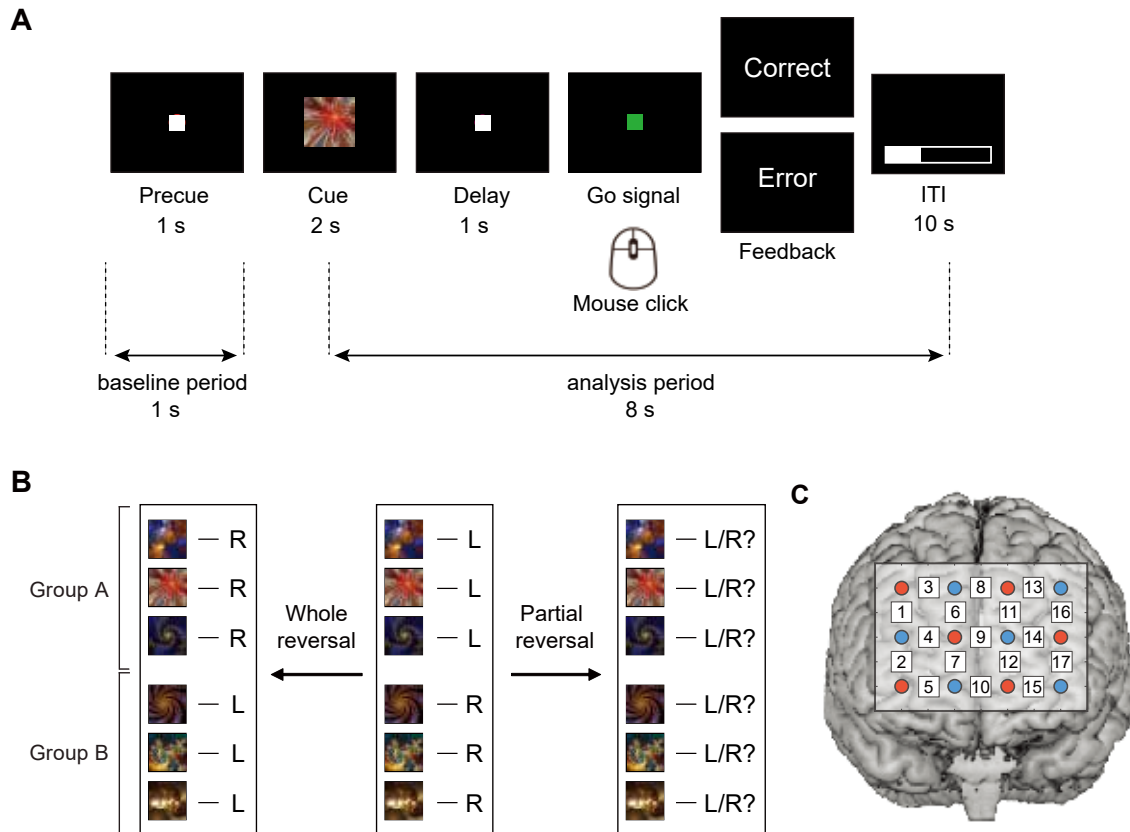 A
Correct
Error
Precue
1 s
Cue
2 s
Delay
1 s
Go signal
Mouse click
Feedback
ITI
10 s
baseline period
1 s
analysis period
8 s
B
Group A
Group B
— R
— R
— R
— L
— L
— L
Whole
reversal
— L
— L
— L
— R
— R
— R
Partial
reversal
— L/R?
— L/R?
— L/R?
— L/R?
— L/R?
— L/R?
C
3 8 13
1 6 11 16
4 9 14
2 7 12 17
5 10 15